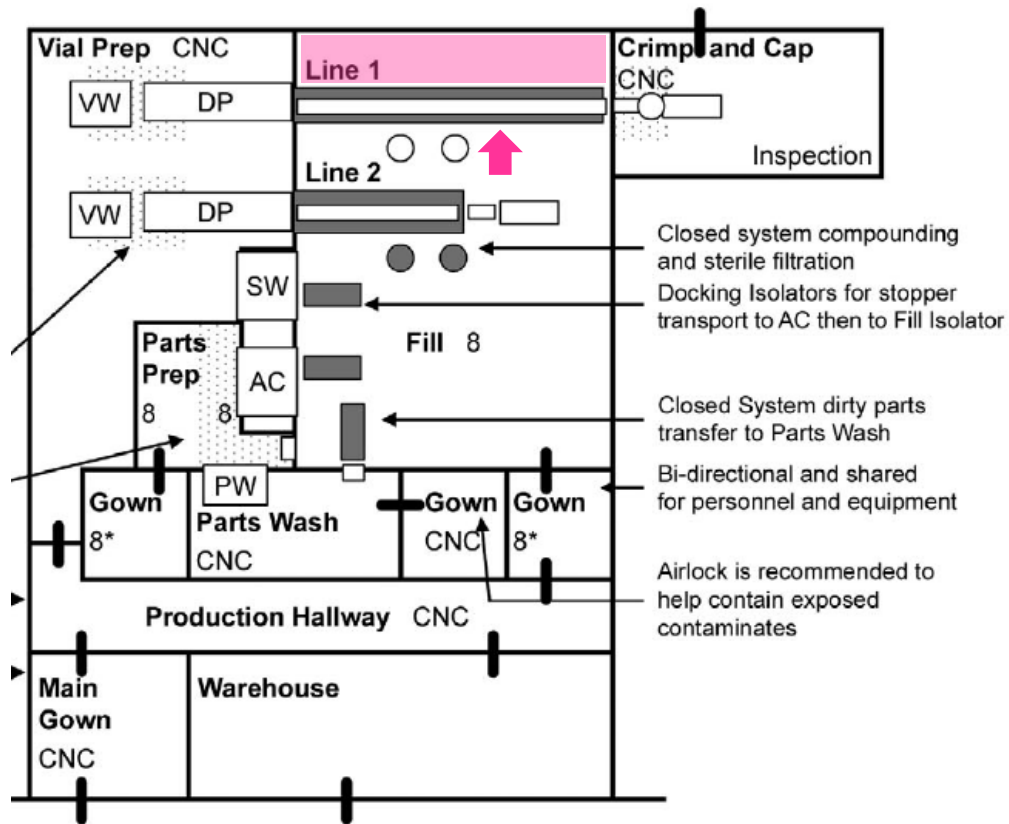 Vial Prep CNC
Line 1
Crimp and Cap
CNC
VW
DP
Inspection
Line 2
VW
DP
Closed system compounding
and sterile filtration
SW
Docking Isolators for stopper
transport to AC then to Fill Isolator
Parts
Prep
Fill 8
AC
8
8
Closed System dirty parts
transfer to Parts Wash
PW
Bi-directional and shared
for personnel and equipment
Gown
8*
Parts Wash
CNC
Gown
CNC
Gown
8*
Airlock is recommended to
help contain exposed
contaminates
Production Hallway CNC
Main
Gown
CNC
Warehouse